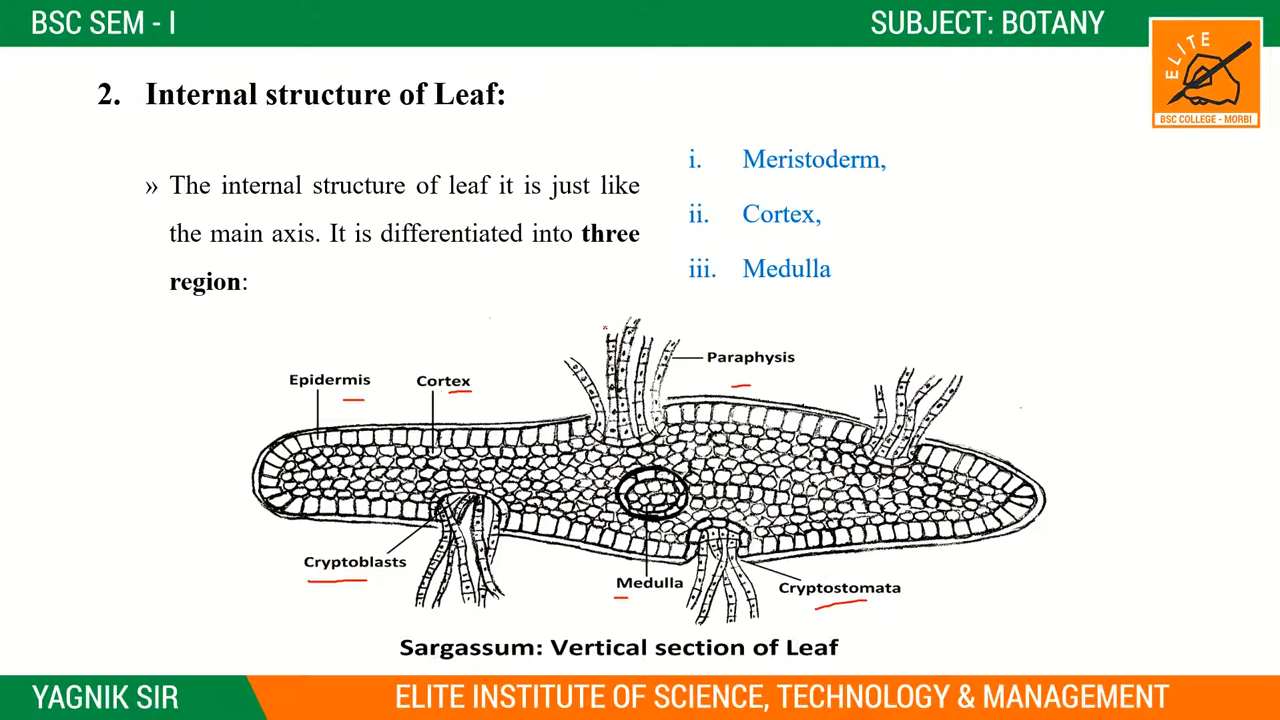 BSC SEM - I
SUBJECT: BOTANY
ELITE
BSC COLLEGE - MORBI
2. Internal structure of Leaf:
» The internal structure of leaf it is just like
the main axis. It is differentiated into three
region:
i. Meristoderm,
ii. Cortex,
iii. Medulla
Paraphysis
Epidermis
Cortex
Cryptoblasts
Medulla
Cryptostomata
Sargassum: Vertical section of Leaf
YAGNIK SIR
ELITE INSTITUTE OF SCIENCE, TECHNOLOGY & MANAGEMENT